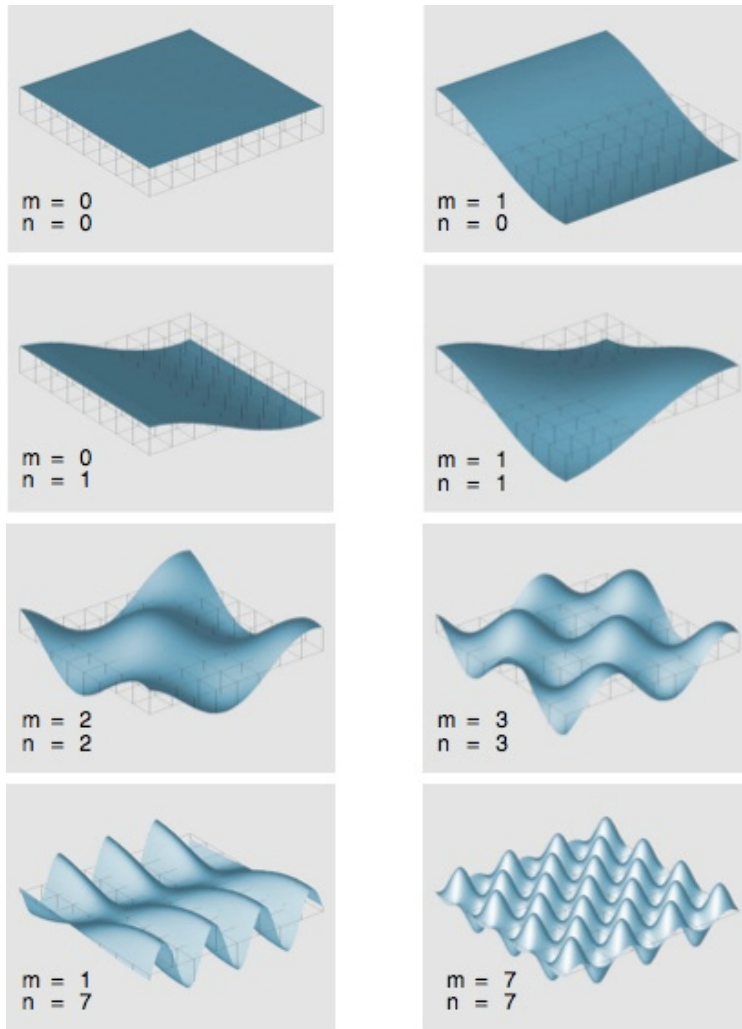 m = 0
n = 0
m = 1
n = 0
m = 0
n = 1
m = 1
n = 1
m = 2
n = 2
m = 3
n = 3
m = 1
n = 7
m = 7
n = 7